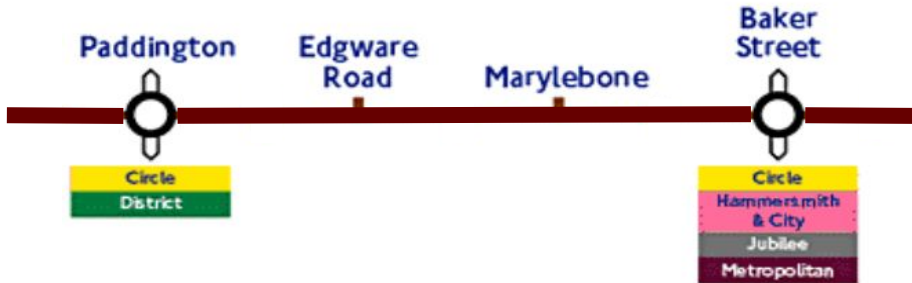 Paddington
Edgware
Road
Marylebone
Baker
Street
Circle
District
Circle
Hammersmith
& City
Jubilee
Metropolitan